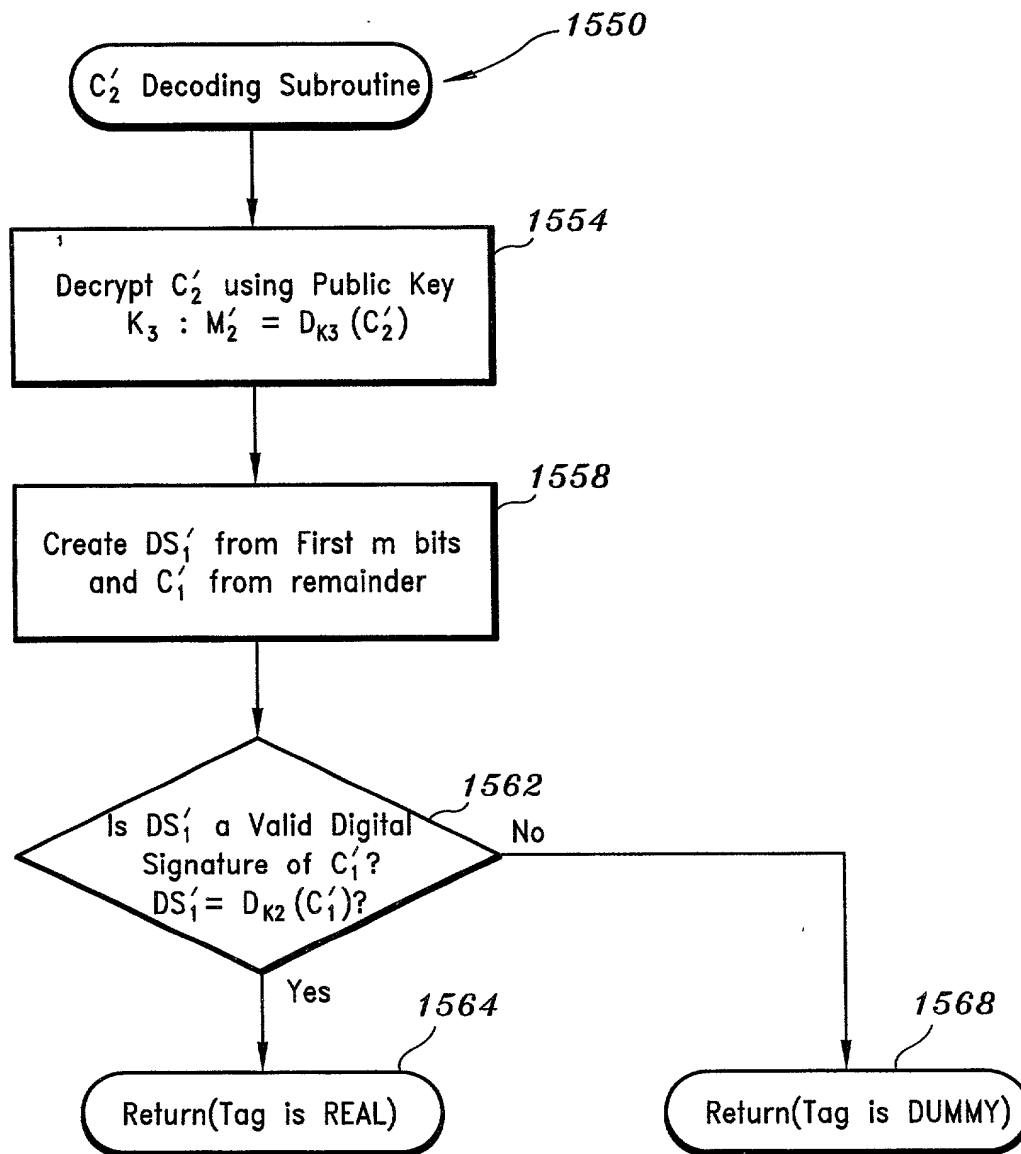 1550
C₂′ Decoding Subroutine
1554
1
Decrypt C₂′ using Public Key
K₃ : M₂′ = D_K3 (C₂′)
1558
Create DS₁′ from First m bits
and C₁′ from remainder
1562
Is DS₁′ a Valid Digital
Signature of C₁′?
DS₁′ = D_K2 (C₁′)?
No
Yes
1564
Return(Tag is REAL)
1568
Return(Tag is DUMMY)